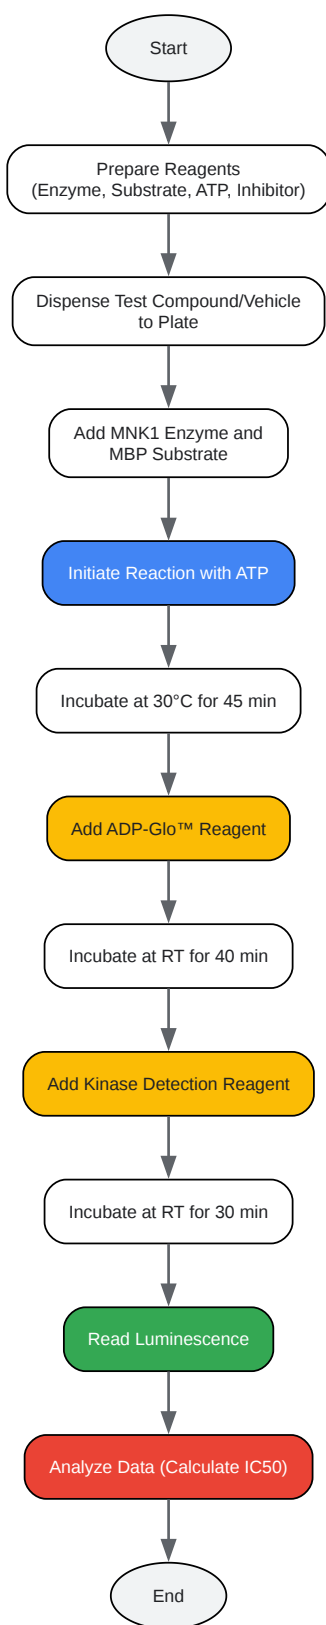 Start
Prepare Reagents
(Enzyme, Substrate, ATP, Inhibitor)
Dispense Test Compound/Vehicle
to Plate
Add MNK1 Enzyme and
MBP Substrate
Initiate Reaction with ATP
Incubate at 30°C for 45 min
Add ADP-Glo™ Reagent
Incubate at RT for 40 min
Add Kinase Detection Reagent
Incubate at RT for 30 min
Read Luminescence
Analyze Data (Calculate IC50)
End